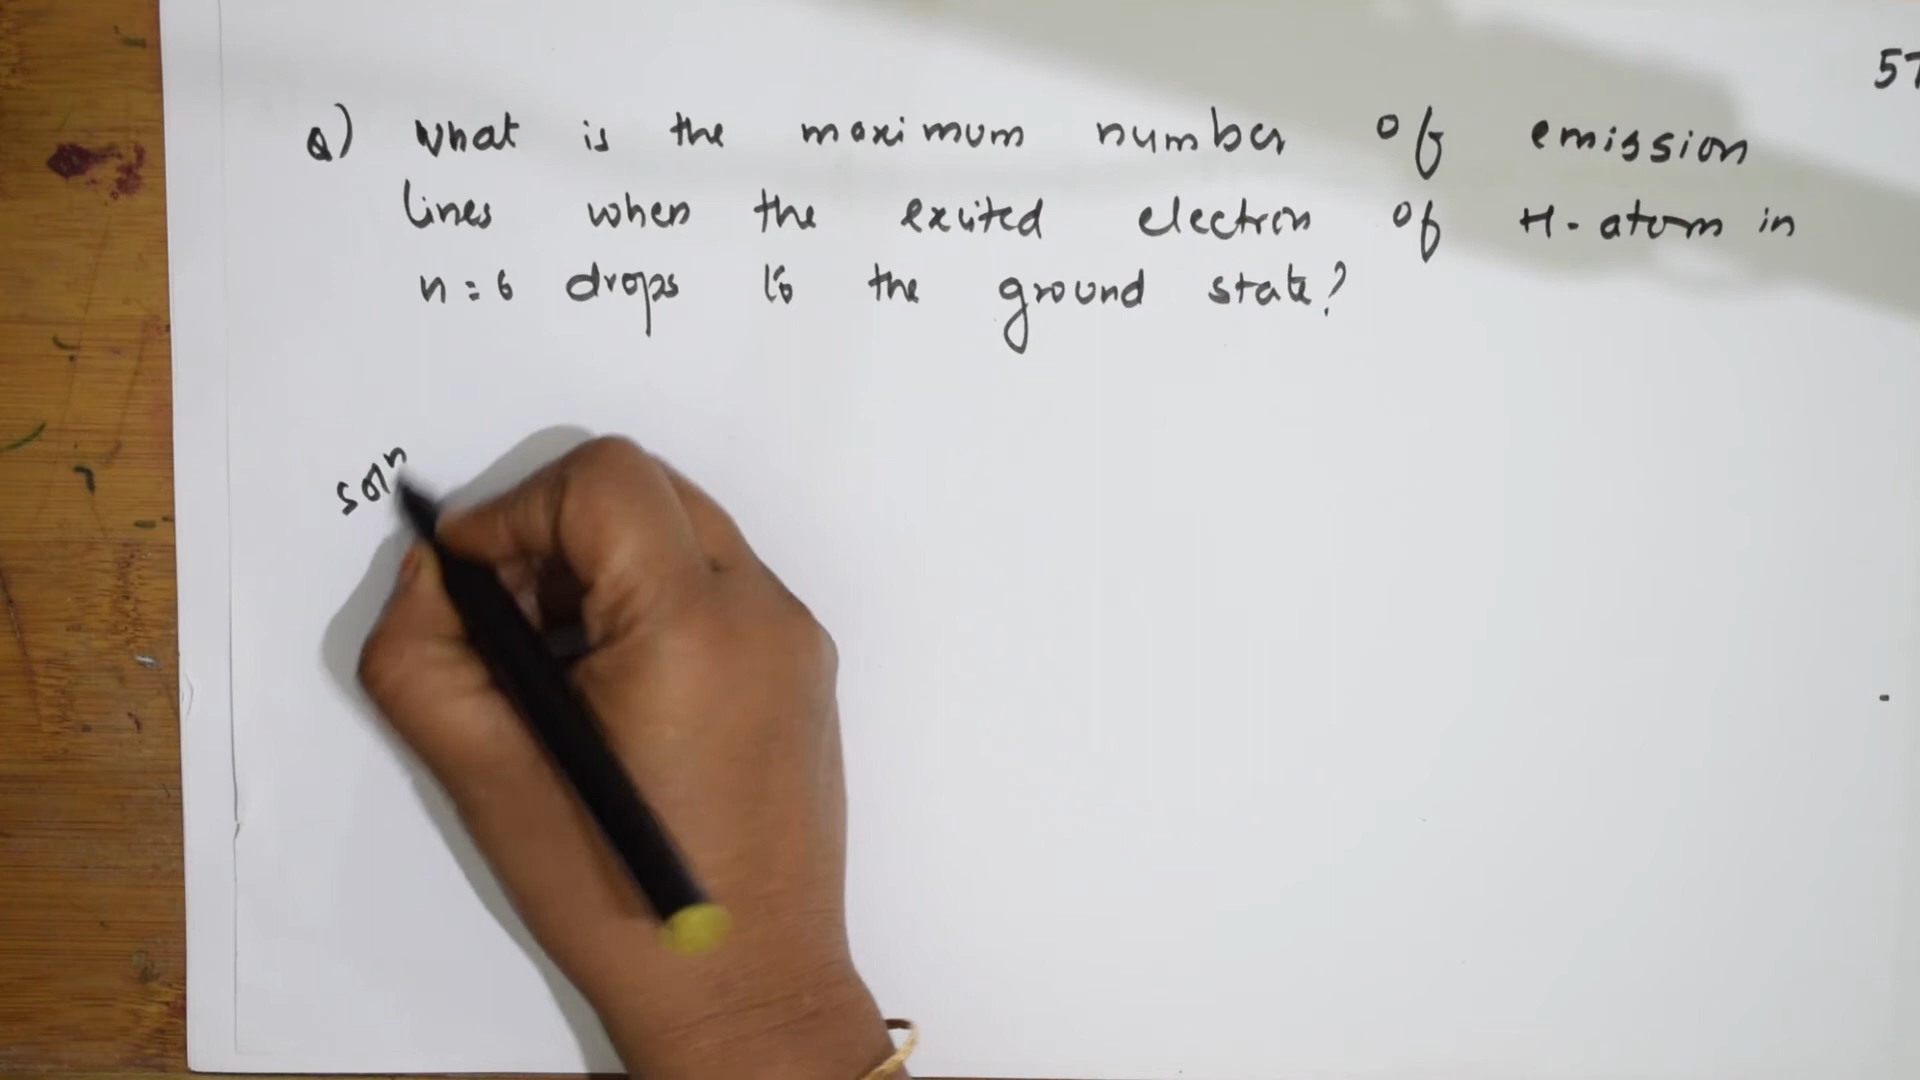 57
Q) What is the maximum number of emission
lines when the excited electron of H-atom in
n=6 drops to the ground state?
soln